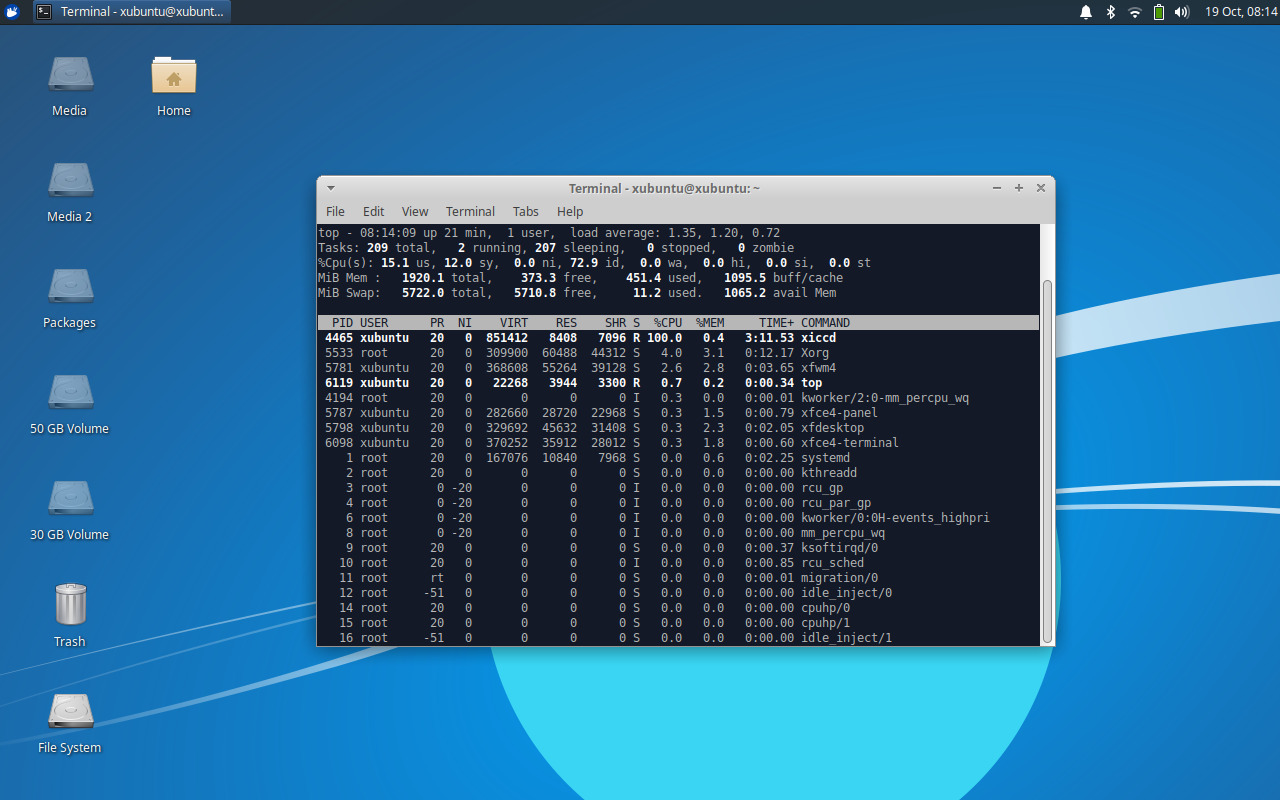 Terminal - xubuntu@xubunt... 19 Oct, 08:14
Media
Home
Media 2
Packages
50 GB Volume
30 GB Volume
Trash
File System
Terminal - xubuntu@xubuntu: ~
File Edit View Terminal Tabs Help
top - 08:14:09 up 21 min,  1 user,  load average: 1.35, 1.20, 0.72
Tasks: 209 total,   2 running, 207 sleeping,   0 stopped,   0 zombie
%Cpu(s): 15.1 us, 12.0 sy,  0.0 ni, 72.9 id,  0.0 wa,  0.0 hi,  0.0 si,  0.0 st
MiB Mem :   1920.1 total,    373.3 free,    451.4 used,   1095.5 buff/cache
MiB Swap:   5722.0 total,   5710.8 free,     11.2 used.   1065.2 avail Mem
PID USER PR NI VIRT RES SHR S %CPU %MEM TIME+ COMMAND
4465 xubuntu 20 0 851412 8408 7096 R 100.0 0.4 3:11.53 xiccd
5533 root 20 0 309900 60488 44312 S 4.0 3.1 0:12.17 Xorg
5781 xubuntu 20 0 368608 55264 39128 S 2.6 2.8 0:03.65 xfwm4
6119 xubuntu 20 0 22268 3944 3300 R 0.7 0.2 0:00.34 top
4194 root 20 0 0 0 0 I 0.3 0.0 0:00.01 kworker/2:0-mm_percpu_wq
5787 xubuntu 20 0 282660 28720 22968 S 0.3 1.5 0:00.79 xfce4-panel
5798 xubuntu 20 0 329692 45632 31408 S 0.3 2.3 0:02.05 xfdesktop
6098 xubuntu 20 0 370252 35912 28012 S 0.3 1.8 0:00.60 xfce4-terminal
1 root 20 0 167076 10840 7968 S 0.0 0.6 0:02.25 systemd
2 root 20 0 0 0 0 S 0.0 0.0 0:00.00 kthreadd
3 root 0 -20 0 0 0 I 0.0 0.0 0:00.00 rcu_gp
4 root 0 -20 0 0 0 I 0.0 0.0 0:00.00 rcu_par_gp
6 root 0 -20 0 0 0 I 0.0 0.0 0:00.00 kworker/0:0H-events_highpri
8 root 0 -20 0 0 0 I 0.0 0.0 0:00.00 mm_percpu_wq
9 root 20 0 0 0 0 S 0.0 0.0 0:00.37 ksoftirqd/0
10 root 20 0 0 0 0 I 0.0 0.0 0:00.85 rcu_sched
11 root rt 0 0 0 0 S 0.0 0.0 0:00.01 migration/0
12 root -51 0 0 0 0 S 0.0 0.0 0:00.00 idle_inject/0
14 root 20 0 0 0 0 S 0.0 0.0 0:00.00 cpuhp/0
15 root 20 0 0 0 0 S 0.0 0.0 0:00.00 cpuhp/1
16 root -51 0 0 0 0 S 0.0 0.0 0:00.00 idle_inject/1